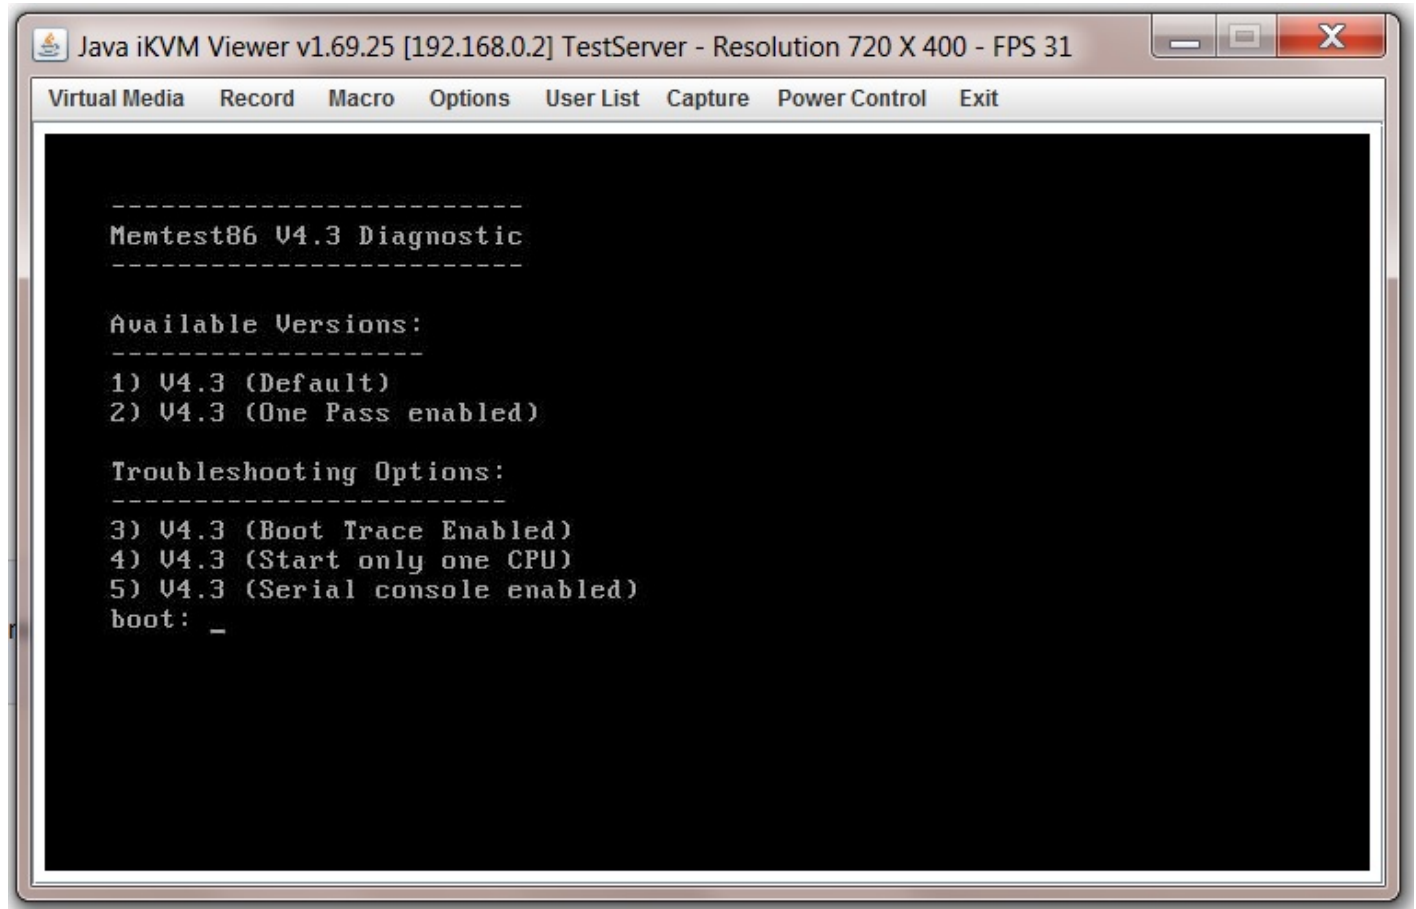 Java iKVM Viewer v1.69.25 [192.168.0.2] TestServer - Resolution 720 X 400 - FPS 31
Virtual Media Record Macro Options User List Capture Power Control Exit
-------------------------
Memtest86 V4.3 Diagnostic
-------------------------
Available Versions:
-------------------
1) V4.3 (Default)
2) V4.3 (One Pass enabled)
Troubleshooting Options:
------------------------
3) V4.3 (Boot Trace Enabled)
4) V4.3 (Start only one CPU)
5) V4.3 (Serial console enabled)
boot: _